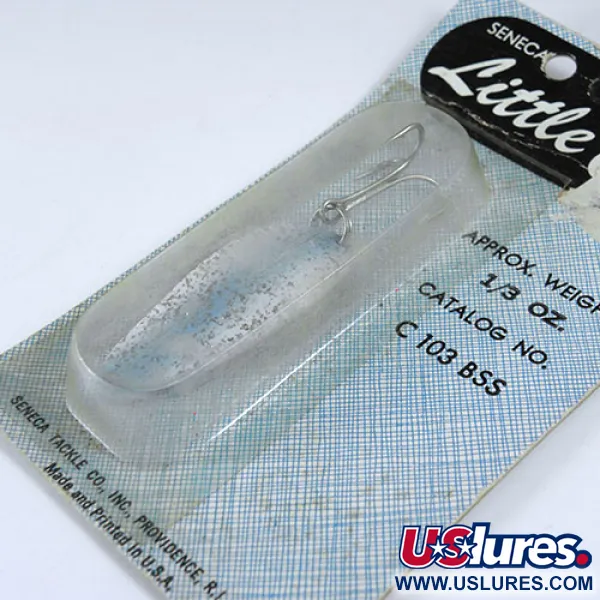 SENECA
Little
APPROX. WEIGH
1/3 OZ.
CATALOG NO.
C 103 BSS
SENECA TACKLE CO., INC., PROVIDENCE, R.I
Made and Printed in U.S.A.
USlures.
WWW.USLURES.COM